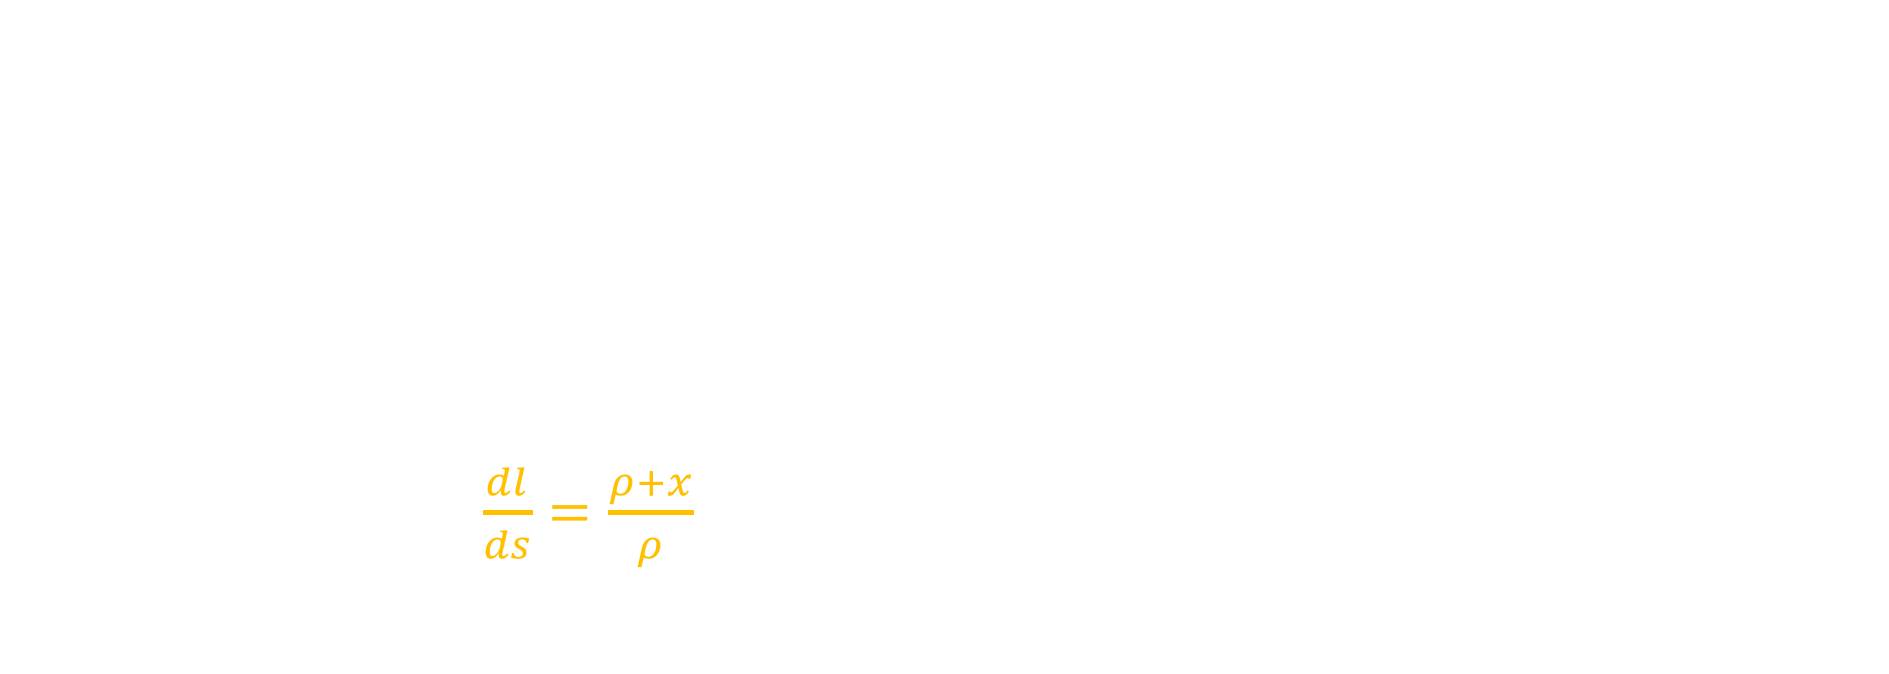 dl/ds = (ρ+x)/ρ